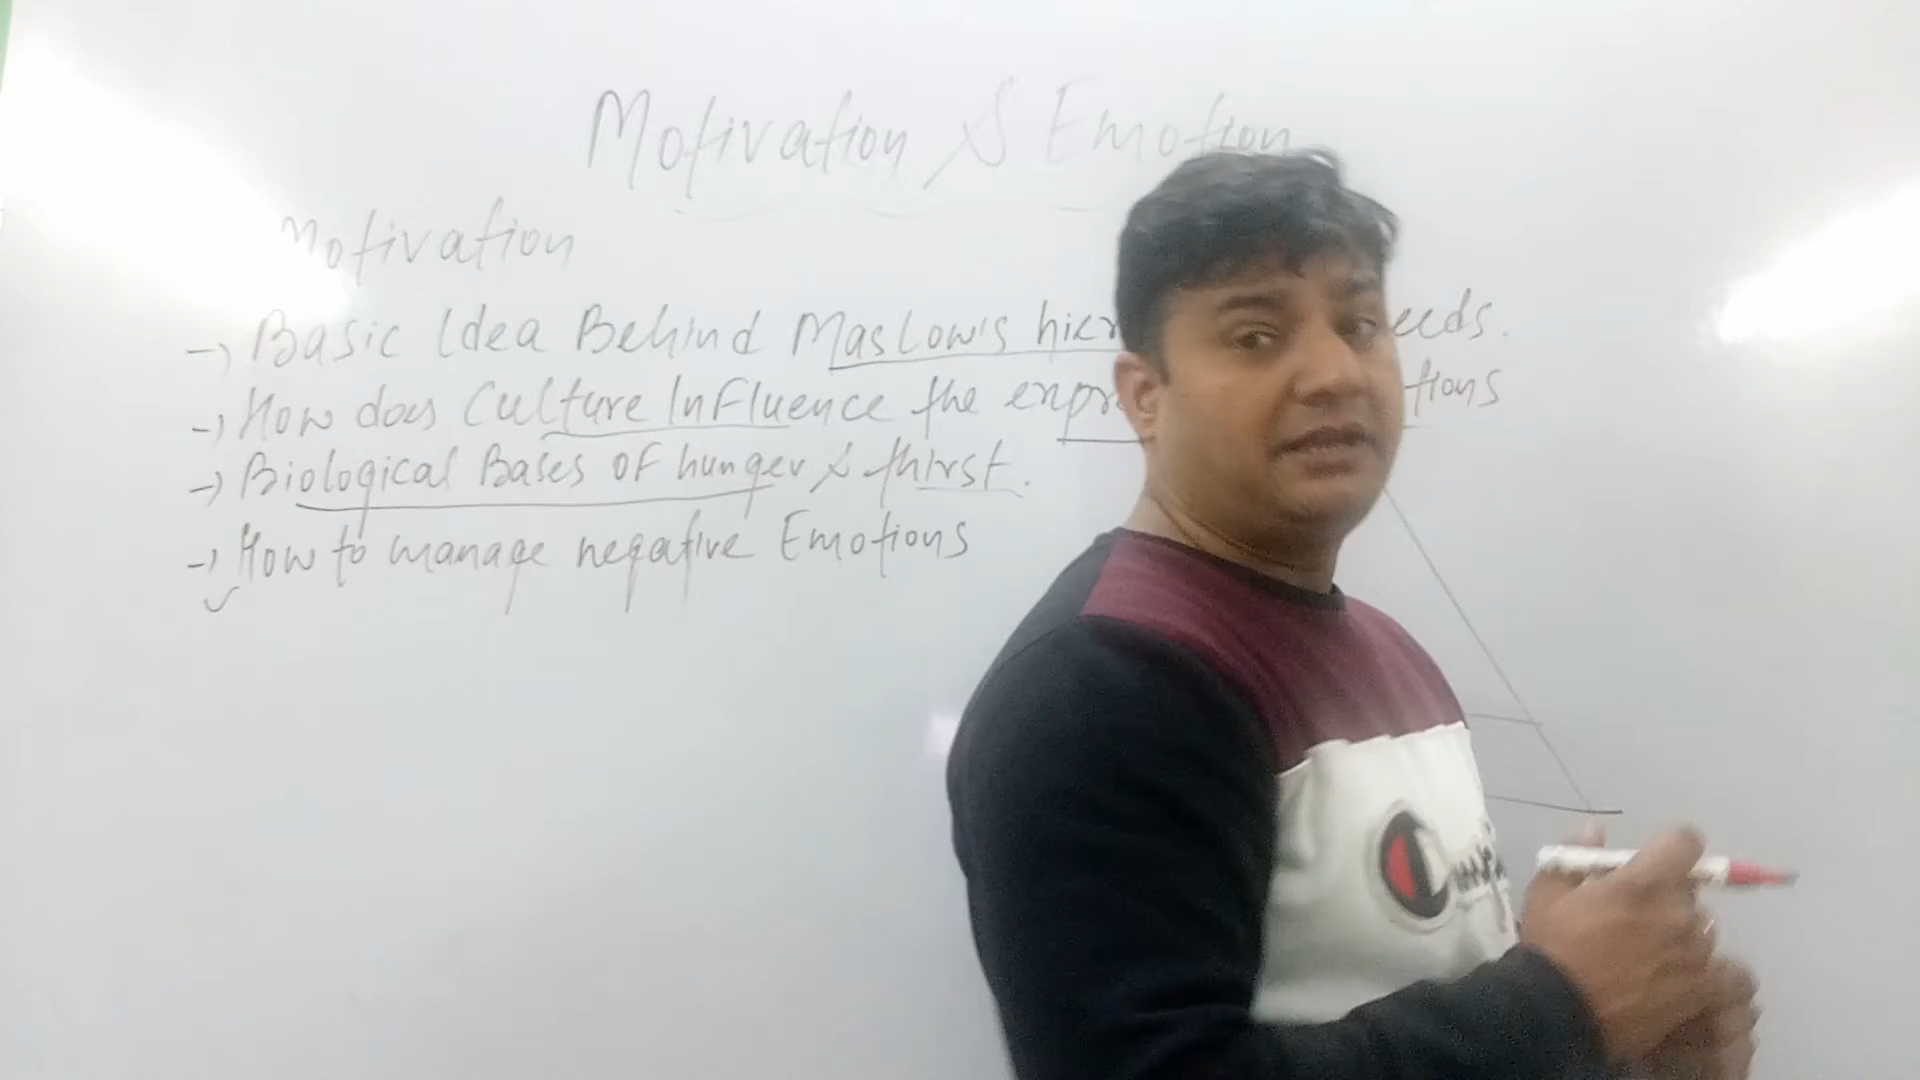 Motivation & Emotion
Motivation
→ Basic Idea Behind Maslow's hier eeds.
→ How does Culture Influence the expr tions
→ Biological Bases of hunger & thirst.
→ How to manage negative Emotions